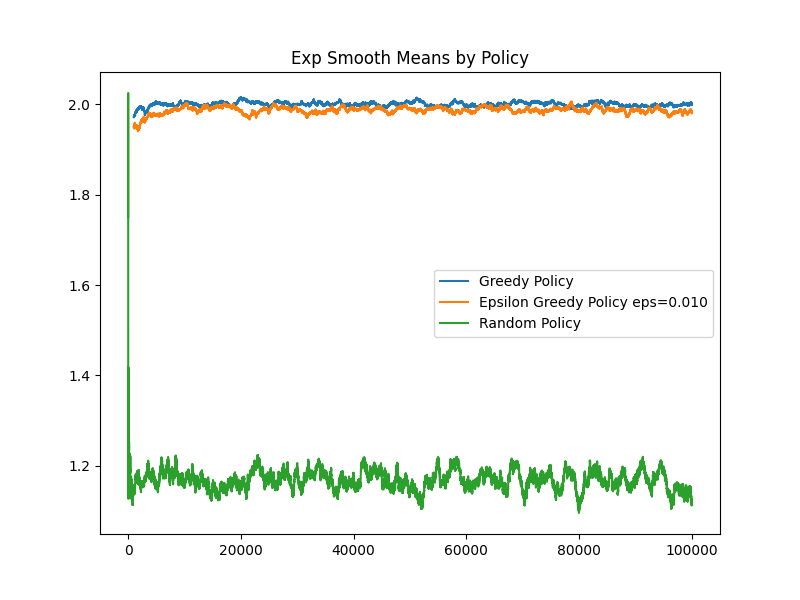 Exp Smooth Means by Policy
2.0
1.8
1.6
1.4
1.2
Greedy Policy
Epsilon Greedy Policy eps=0.010
Random Policy
0 20000 40000 60000 80000 100000